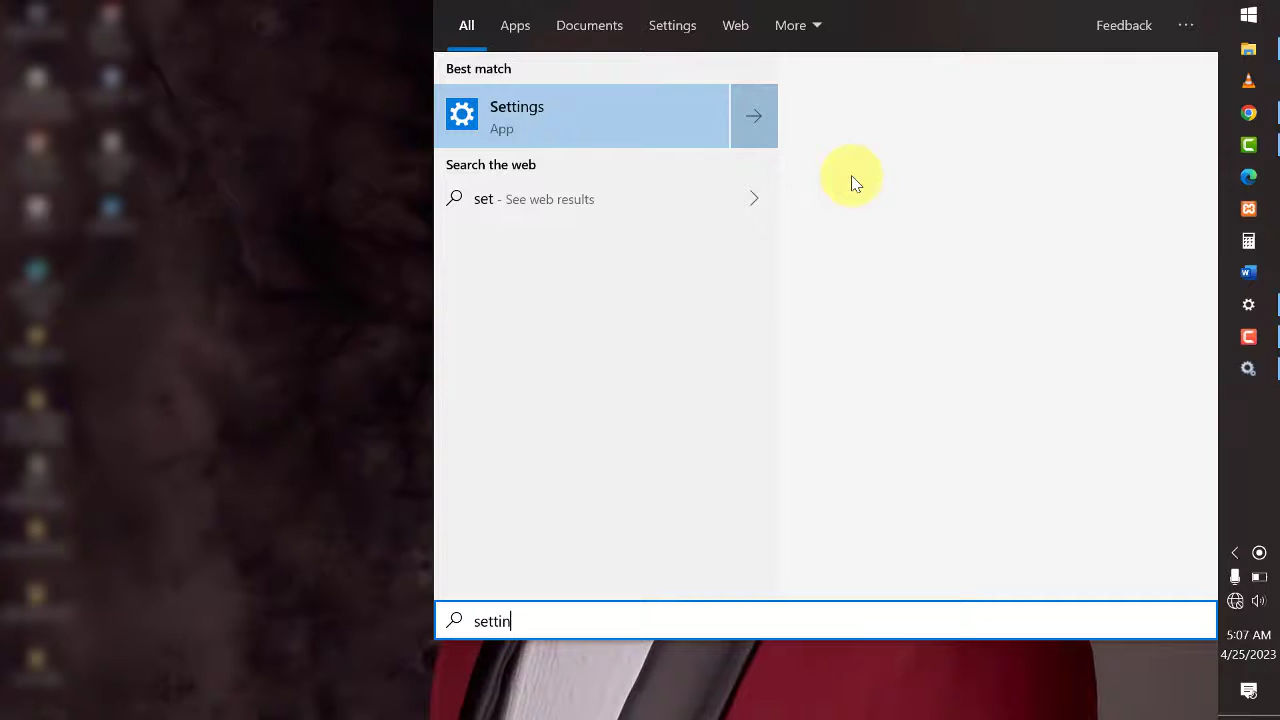 All Apps Documents Settings Web More Feedback ...
Best match
Settings
App
Search the web
set - See web results
settin
5:07 AM
4/25/2023